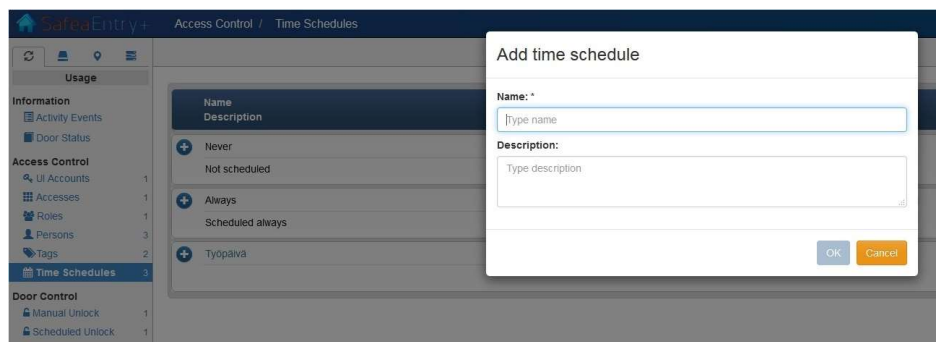 SafeaEntry+
Access Control / Time Schedules
Usage
Information
Activity Events
Door Status
Access Control
UI Accounts 1
Accesses 1
Roles 1
Persons 3
Tags 2
Time Schedules 3
Door Control
Manual Unlock 1
Scheduled Unlock 1
Name
Description
Never
Not scheduled
Always
Scheduled always
Työpäivä
Add time schedule
Name: *
Type name
Description:
Type description
OK Cancel